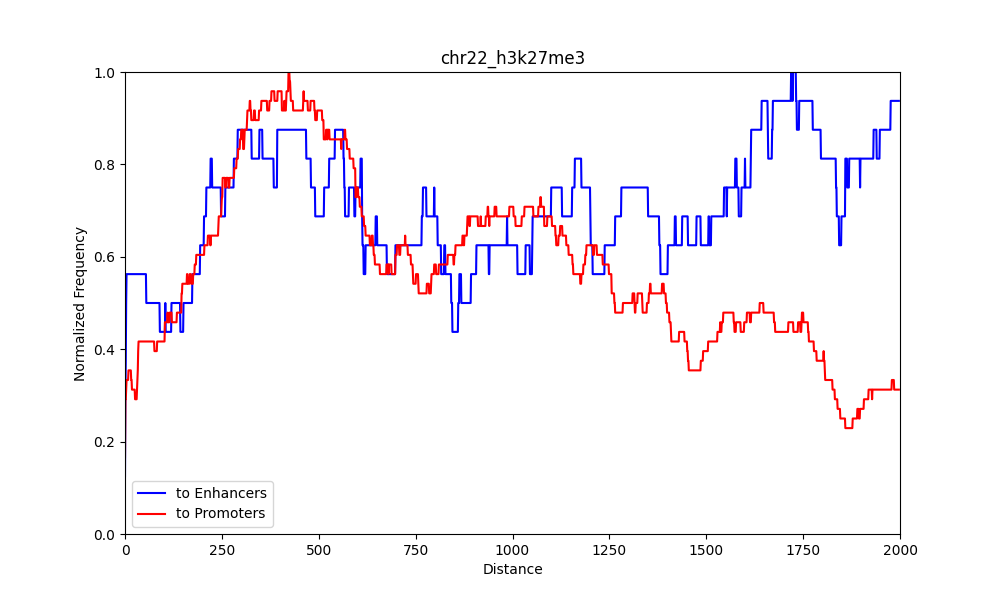 chr22_h3k27me3
Normalized Frequency
1.0
0.8
0.6
0.4
0.2
0.0
to Enhancers
to Promoters
0 250 500 750 1000 1250 1500 1750 2000
Distance